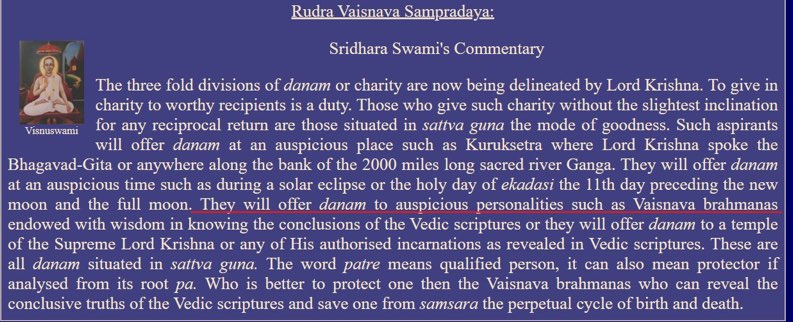 Rudra Vaisnava Sampradaya:
Sridhara Swami's Commentary
Visnuswami
The three fold divisions of danam or charity are now being delineated by Lord Krishna. To give in
charity to worthy recipients is a duty. Those who give such charity without the slightest inclination
for any reciprocal return are those situated in sattva guna the mode of goodness. Such aspirants
will offer danam at an auspicious place such as Kuruksetra where Lord Krishna spoke the
Bhagavad-Gita or anywhere along the bank of the 2000 miles long sacred river Ganga. They will offer danam
at an auspicious time such as during a solar eclipse or the holy day of ekadasi the 11th day preceding the new
moon and the full moon. They will offer danam to auspicious personalities such as Vaisnava brahmanas
endowed with wisdom in knowing the conclusions of the Vedic scriptures or they will offer danam to a temple
of the Supreme Lord Krishna or any of His authorised incarnations as revealed in Vedic scriptures. These are
all danam situated in sattva guna. The word patre means qualified person, it can also mean protector if
analysed from its root pa. Who is better to protect one then the Vaisnava brahmanas who can reveal the
conclusive truths of the Vedic scriptures and save one from samsara the perpetual cycle of birth and death.